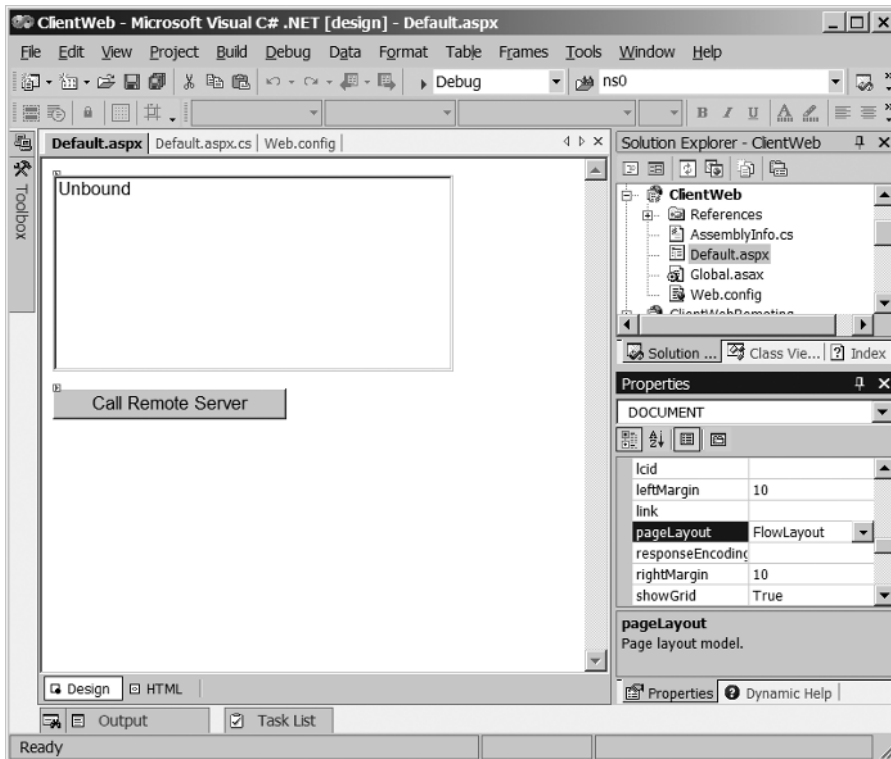 ClientWeb - Microsoft Visual C# .NET [design] - Default.aspx
File Edit View Project Build Debug Data Format Table Frames Tools Window Help
Debug ns0
B I U A
Default.aspx Default.aspx.cs Web.config
Toolbox
Unbound
Call Remote Server
Design HTML
Solution Explorer - ClientWeb
ClientWeb
References
AssemblyInfo.cs
Default.aspx
Global.asax
Web.config
ClientWebRemoting
Solution ... Class Vie... Index
Properties
DOCUMENT
lcid
leftMargin 10
link
pageLayout FlowLayout
responseEncoding
rightMargin 10
showGrid True
pageLayout
Page layout model.
Properties Dynamic Help
Output Task List
Ready